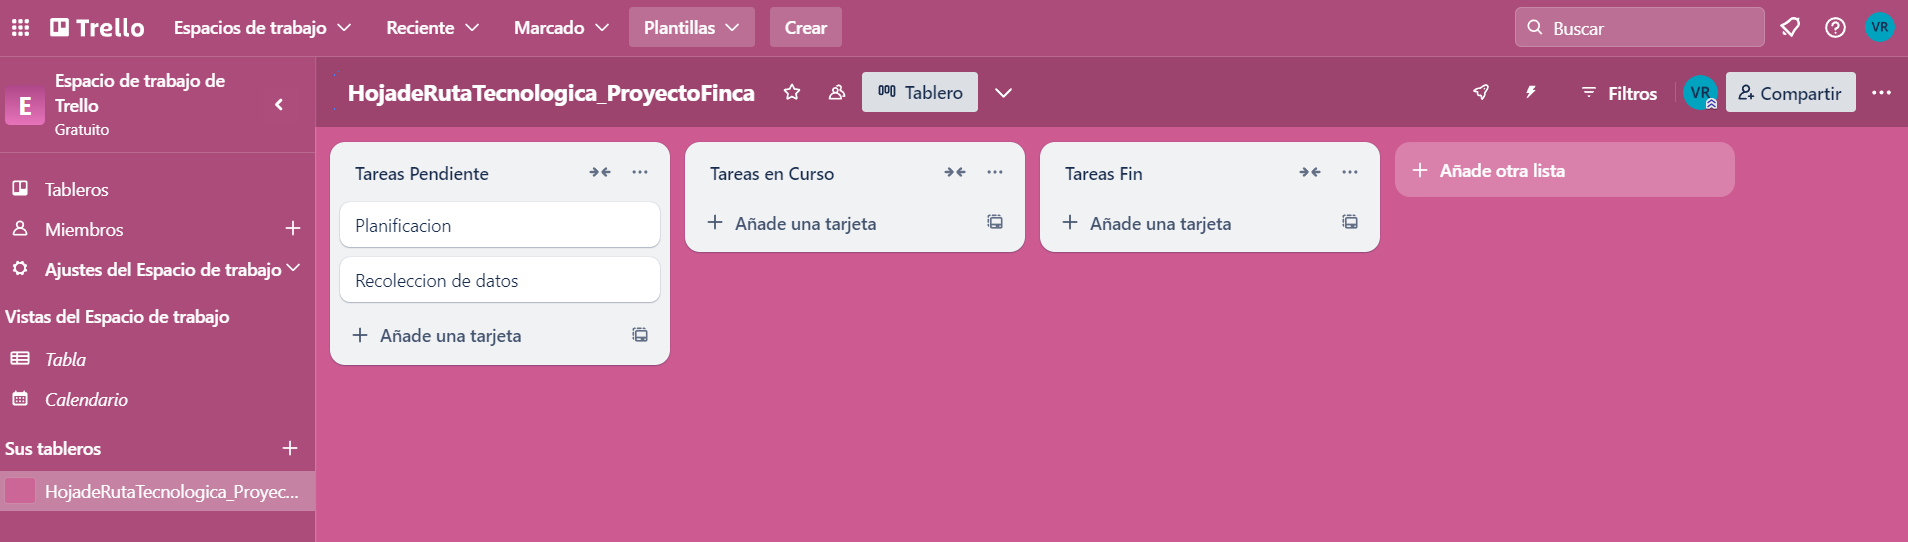 Trello
Espacios de trabajo
Reciente
Marcado
Plantillas
Crear
Buscar
VR
E
Espacio de trabajo de
Trello
Gratuito
Tableros
Miembros
Ajustes del Espacio de trabajo
Vistas del Espacio de trabajo
Tabla
Calendario
Sus tableros
HojadeRutaTecnologica_Proyec...
HojadeRutaTecnologica_ProyectoFinca
Tablero
Filtros
VR
Compartir
Tareas Pendiente
Planificacion
Recoleccion de datos
Añade una tarjeta
Tareas en Curso
Añade una tarjeta
Tareas Fin
Añade una tarjeta
Añade otra lista